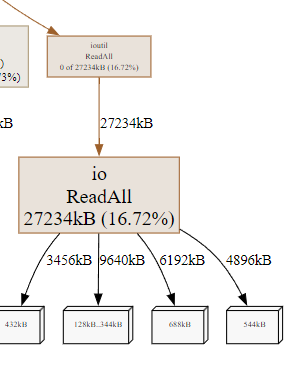 ioutil
ReadAll
0 of 27234kB (16.72%)
)
73%)
kB
27234kB
io
ReadAll
27234kB (16.72%)
3456kB
9640kB
6192kB
4896kB
432kB
128kB..344kB
688kB
544kB